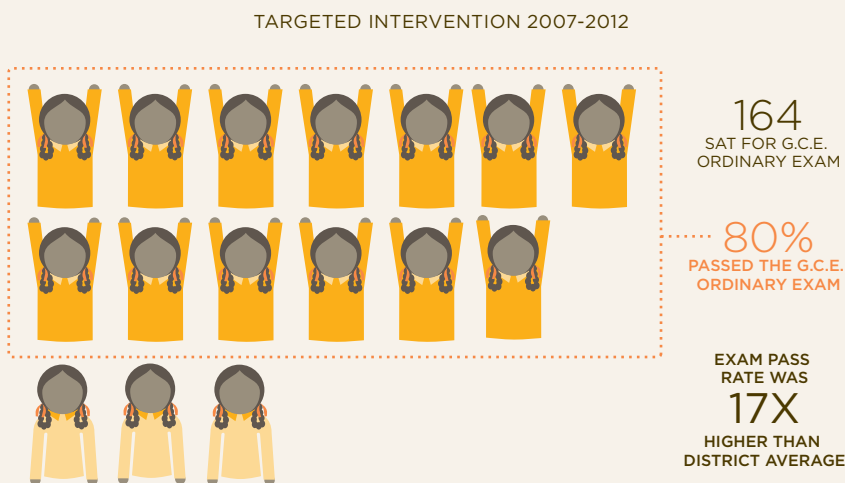 TARGETED INTERVENTION 2007-2012
164
SAT FOR G.C.E.
ORDINARY EXAM
80%
PASSED THE G.C.E.
ORDINARY EXAM
EXAM PASS
RATE WAS
17X
HIGHER THAN
DISTRICT AVERAGE